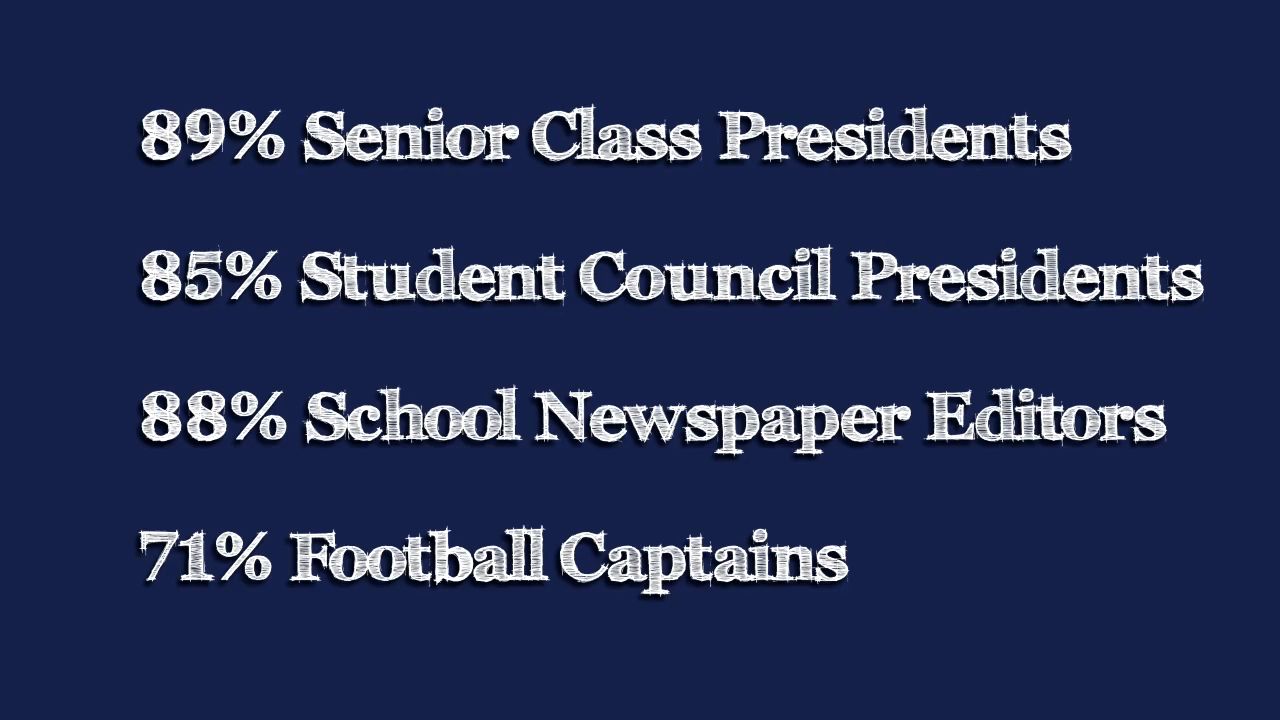 89% Senior Class Presidents
85% Student Council Presidents
88% School Newspaper Editors
71% Football Captains